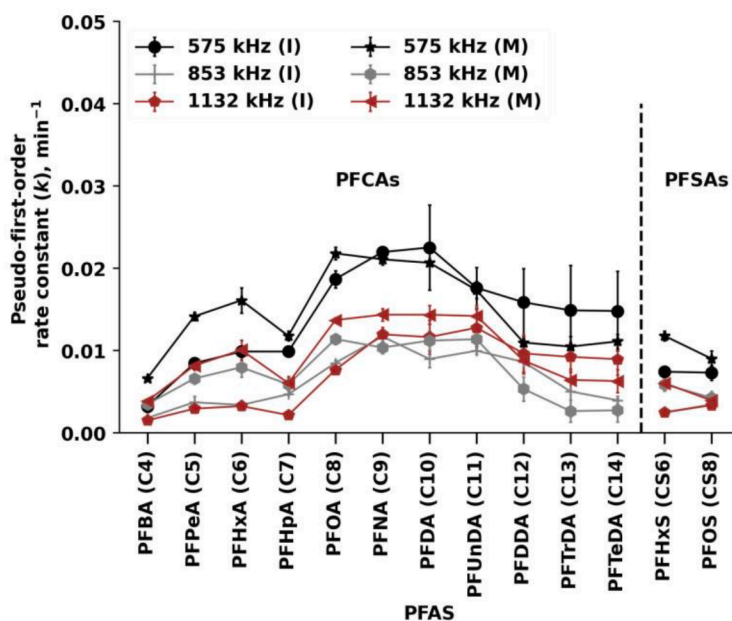 0.05
0.04
0.03
0.02
0.01
0.00
Pseudo-first-order
rate constant (k), min⁻¹
575 kHz (I)
853 kHz (I)
1132 kHz (I)
575 kHz (M)
853 kHz (M)
1132 kHz (M)
PFCAs
PFSAs
PFBA (C4)
PFPeA (C5)
PFHxA (C6)
PFHpA (C7)
PFOA (C8)
PFNA (C9)
PFDA (C10)
PFUnDA (C11)
PFDDA (C12)
PFTrDA (C13)
PFTeDA (C14)
PFHxS (CS6)
PFOS (CS8)
PFAS